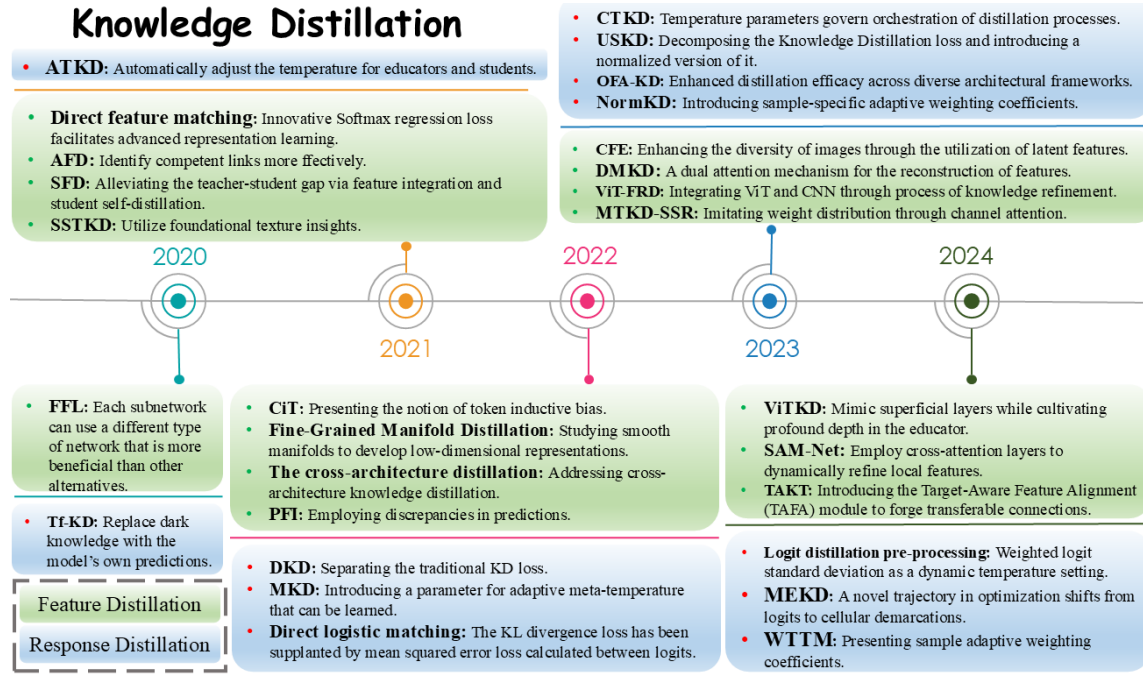 Knowledge Distillation
• ATKD: Automatically adjust the temperature for educators and students.
• Direct feature matching: Innovative Softmax regression loss
facilitates advanced representation learning.
• AFD: Identify competent links more effectively.
• SFD: Alleviating the teacher-student gap via feature integration and
student self-distillation.
• SSTKD: Utilize foundational texture insights.
• CTKD: Temperature parameters govern orchestration of distillation processes.
• USKD: Decomposing the Knowledge Distillation loss and introducing a
normalized version of it.
• OFA-KD: Enhanced distillation efficacy across diverse architectural frameworks.
• NormKD: Introducing sample-specific adaptive weighting coefficients.
• CFE: Enhancing the diversity of images through the utilization of latent features.
• DMKD: A dual attention mechanism for the reconstruction of features.
• ViT-FRD: Integrating ViT and CNN through process of knowledge refinement.
• MTKD-SSR: Imitating weight distribution through channel attention.
2020
2021
2022
2023
2024
• FFL: Each subnetwork
can use a different type
of network that is more
beneficial than other
alternatives.
• Tf-KD: Replace dark
knowledge with the
model's own predictions.
Feature Distillation
Response Distillation
• CiT: Presenting the notion of token inductive bias.
• Fine-Grained Manifold Distillation: Studying smooth
manifolds to develop low-dimensional representations.
• The cross-architecture distillation: Addressing cross-
architecture knowledge distillation.
• PFI: Employing discrepancies in predictions.
• DKD: Separating the traditional KD loss.
• MKD: Introducing a parameter for adaptive meta-temperature
that can be learned.
• Direct logistic matching: The KL divergence loss has been
supplanted by mean squared error loss calculated between logits.
• ViTKD: Mimic superficial layers while cultivating
profound depth in the educator.
• SAM-Net: Employ cross-attention layers to
dynamically refine local features.
• TAKT: Introducing the Target-Aware Feature Alignment
(TAFA) module to forge transferable connections.
• Logit distillation pre-processing: Weighted logit
standard deviation as a dynamic temperature setting.
• MEKD: A novel trajectory in optimization shifts from
logits to cellular demarcations.
• WTTM: Presenting sample adaptive weighting
coefficients.